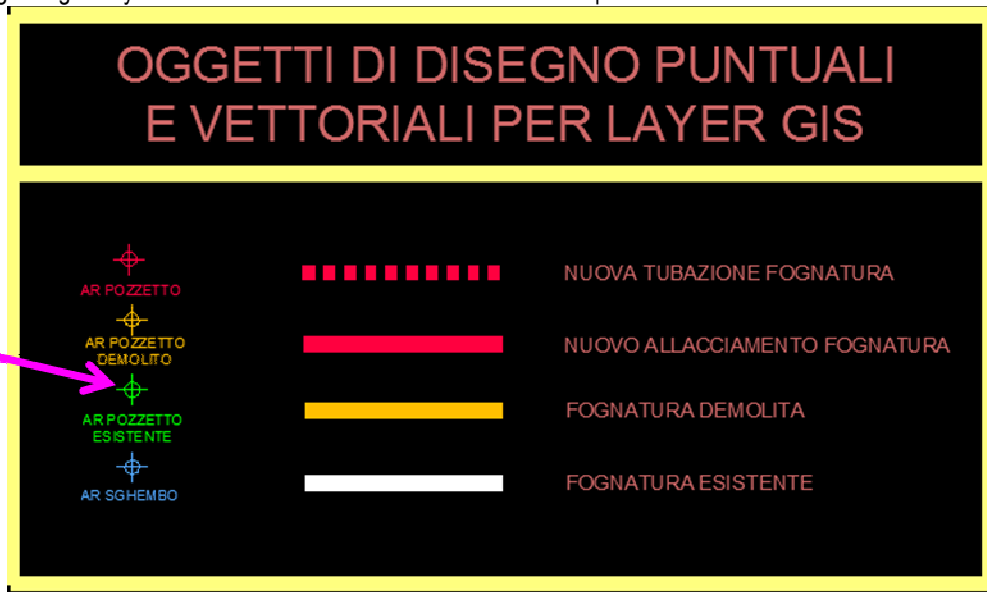 OGGETTI DI DISEGNO PUNTUALI
E VETTORIALI PER LAYER GIS
AR POZZETTO
NUOVA TUBAZIONE FOGNATURA
AR POZZETTO
DEMOLITO
NUOVO ALLACCIAMENTO FOGNATURA
AR POZZETTO
ESISTENTE
FOGNATURA DEMOLITA
AR SGHEMBO
FOGNATURA ESISTENTE